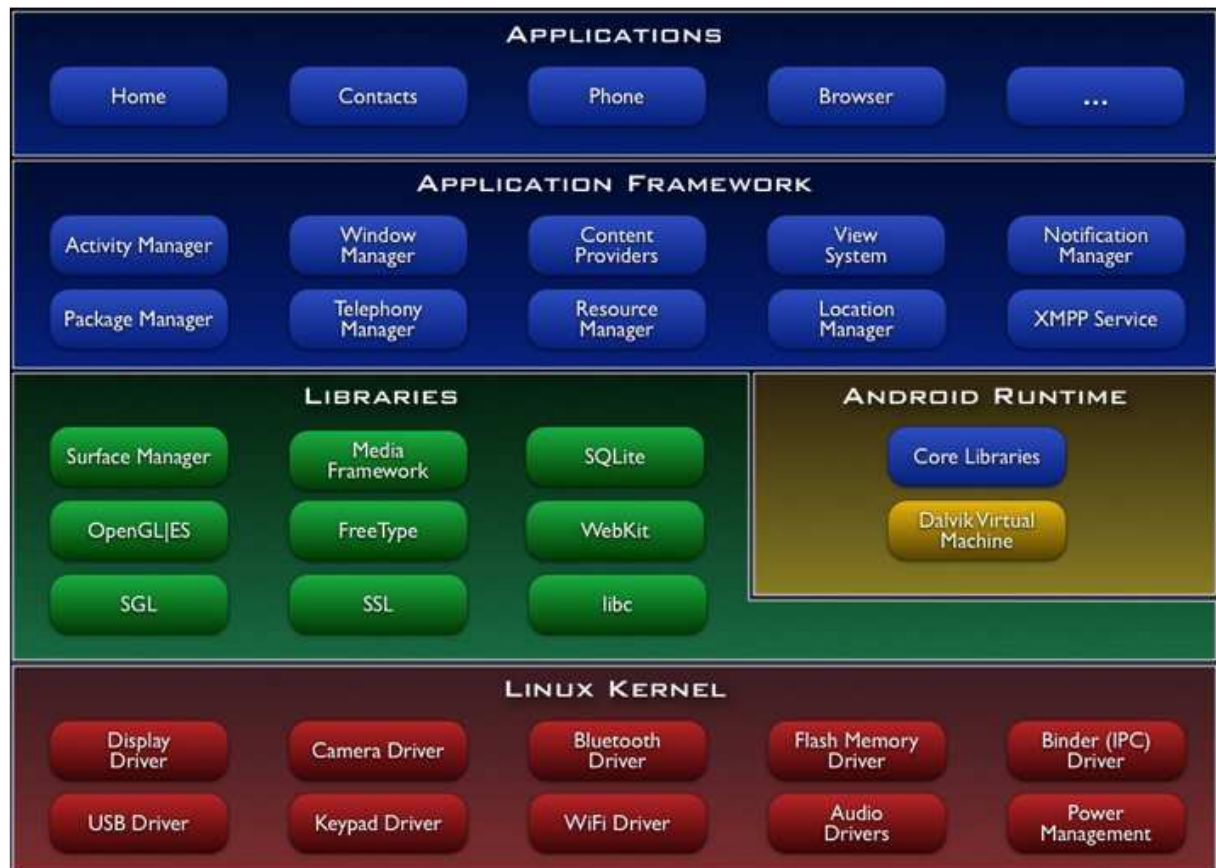 APPLICATIONS
Home
Contacts
Phone
Browser
...
APPLICATION FRAMEWORK
Activity Manager
Window
Manager
Content
Providers
View
System
Notification
Manager
Package Manager
Telephony
Manager
Resource
Manager
Location
Manager
XMPP Service
LIBRARIES
Surface Manager
Media
Framework
SQLite
OpenGL|ES
FreeType
WebKit
SGL
SSL
libc
ANDROID RUNTIME
Core Libraries
Dalvik Virtual
Machine
LINUX KERNEL
Display
Driver
Camera Driver
Bluetooth
Driver
Flash Memory
Driver
Binder (IPC)
Driver
USB Driver
Keypad Driver
WiFi Driver
Audio
Drivers
Power
Management